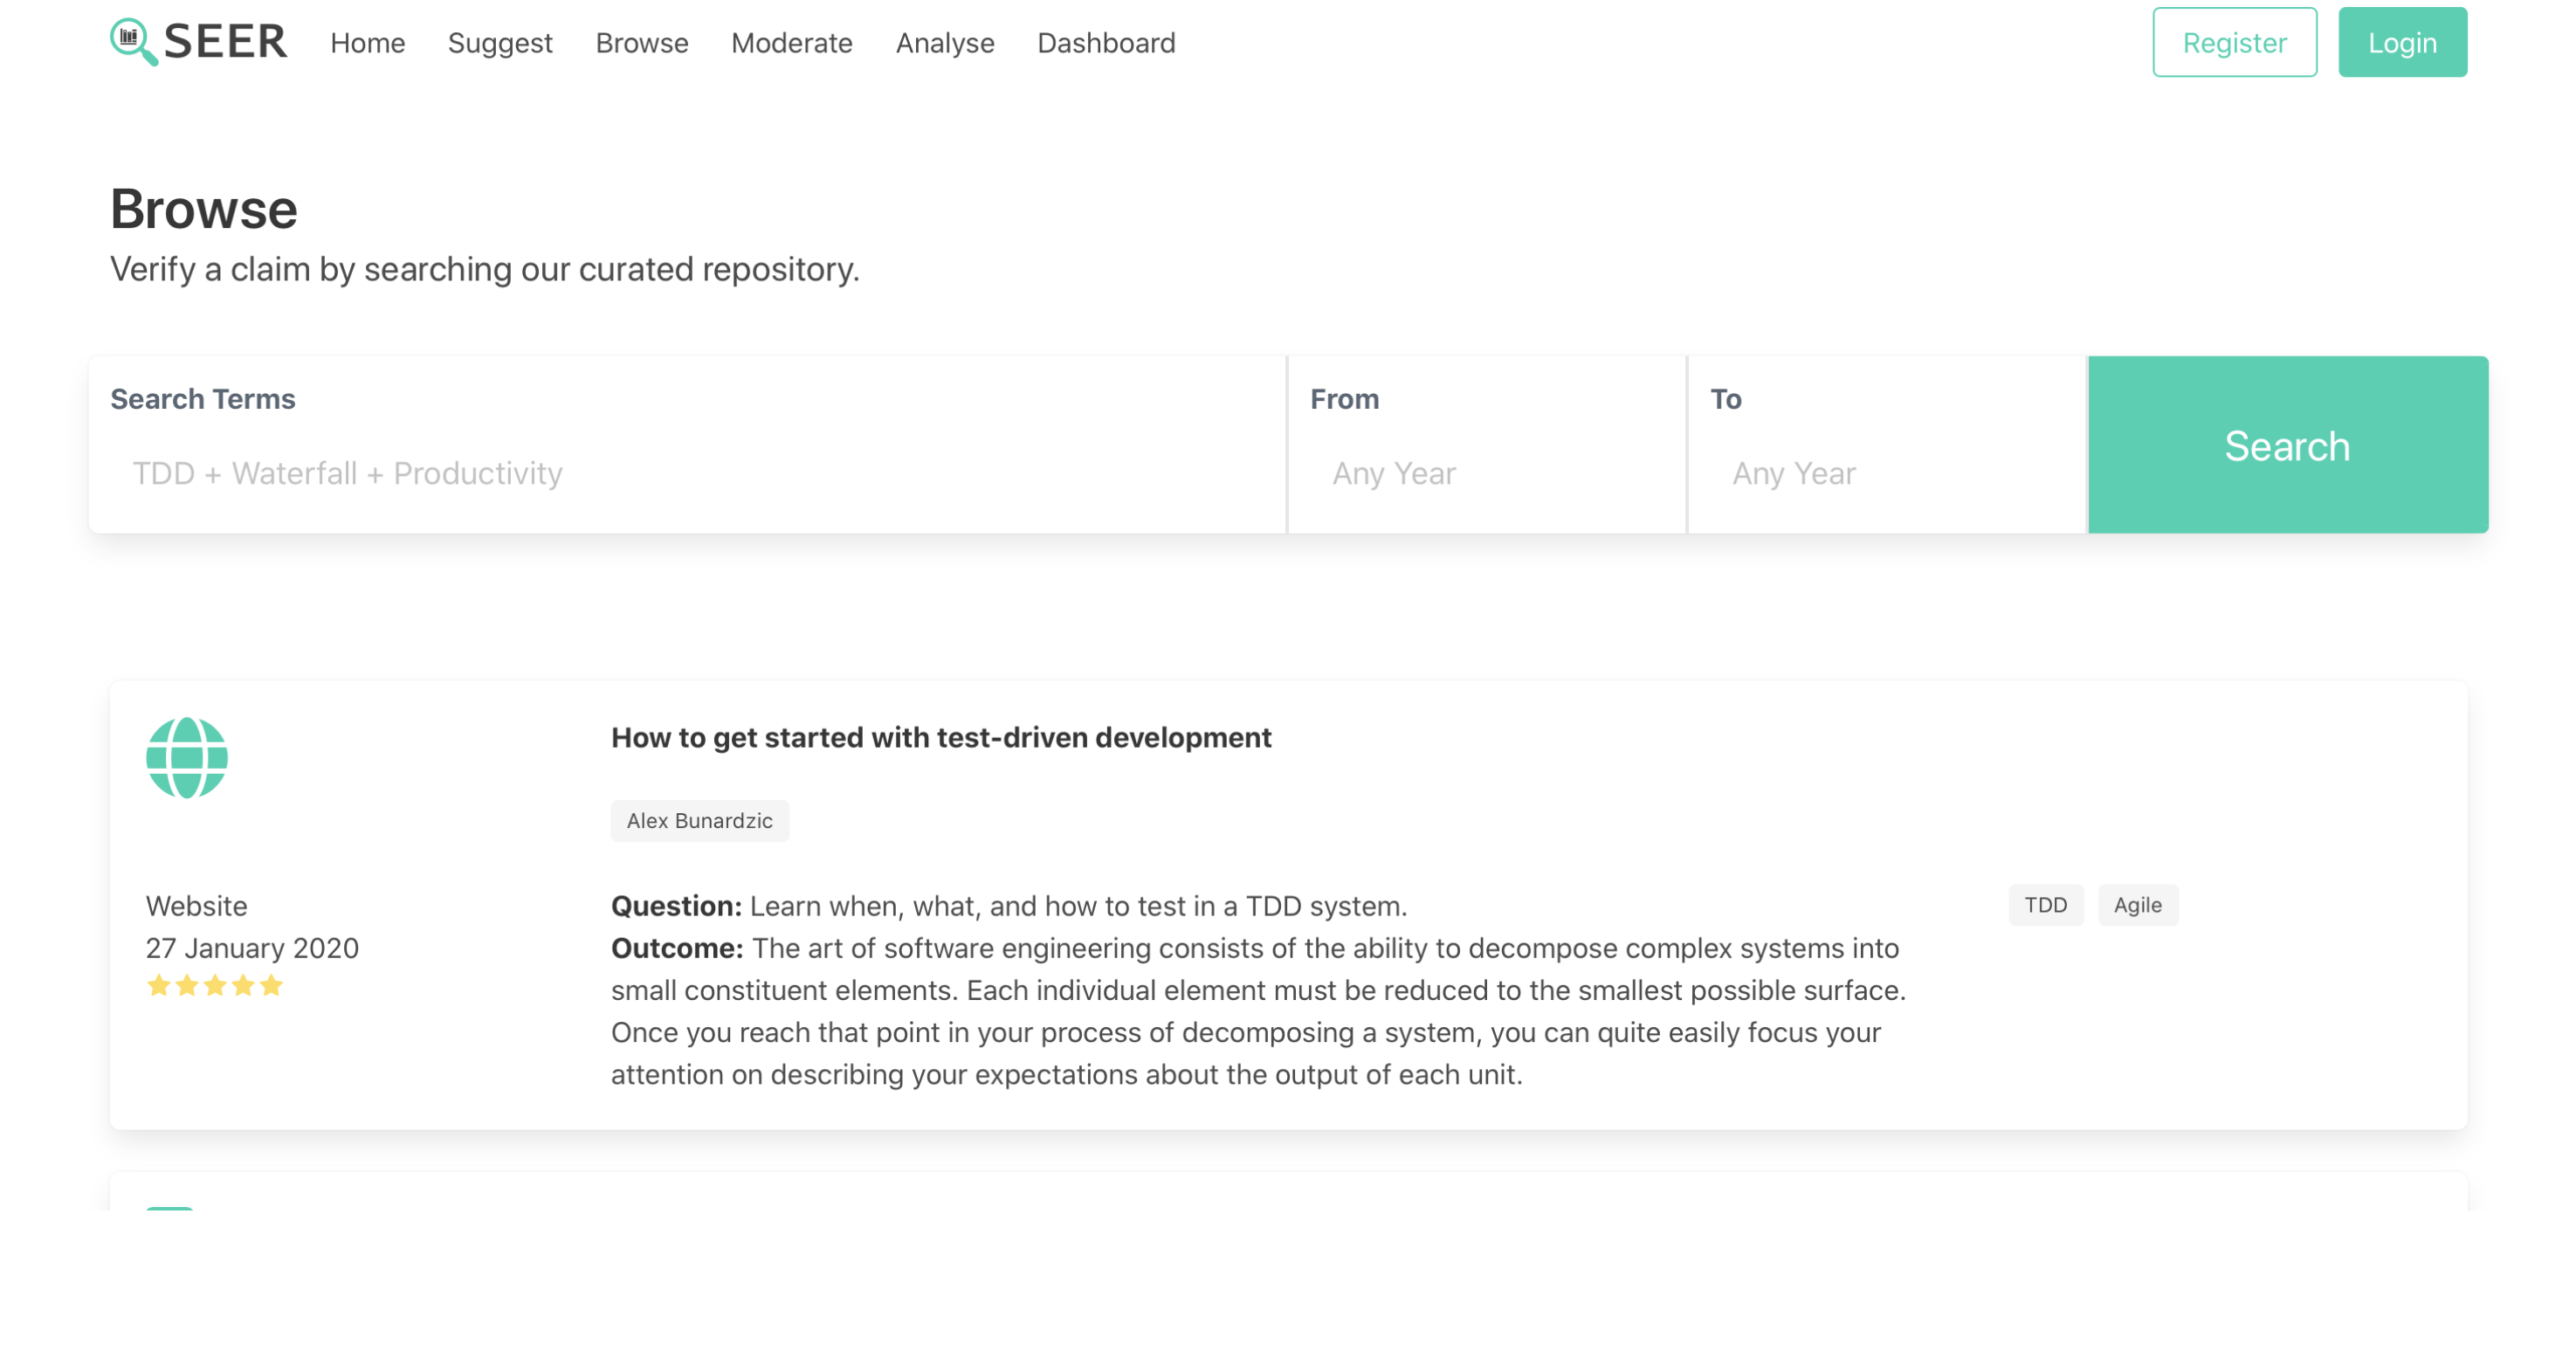 SEER
Home
Suggest
Browse
Moderate
Analyse
Dashboard
Register
Login
Browse
Verify a claim by searching our curated repository.
Search Terms
TDD + Waterfall + Productivity
From
Any Year
To
Any Year
Search
How to get started with test-driven development
Alex Bunardzic
Website
27 January 2020
Question: Learn when, what, and how to test in a TDD system.
Outcome: The art of software engineering consists of the ability to decompose complex systems into
small constituent elements. Each individual element must be reduced to the smallest possible surface.
Once you reach that point in your process of decomposing a system, you can quite easily focus your
attention on describing your expectations about the output of each unit.
TDD
Agile